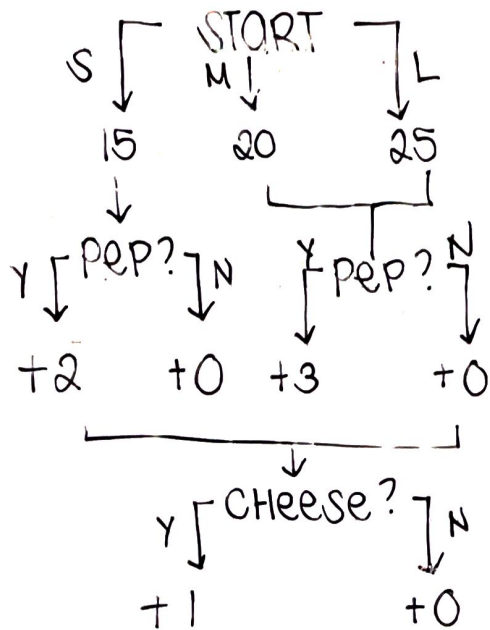 START
S M L
15 20 25
Y Pep? N Y Pep? N
+2 +0 +3 +0
Y CHeese? N
+1 +0